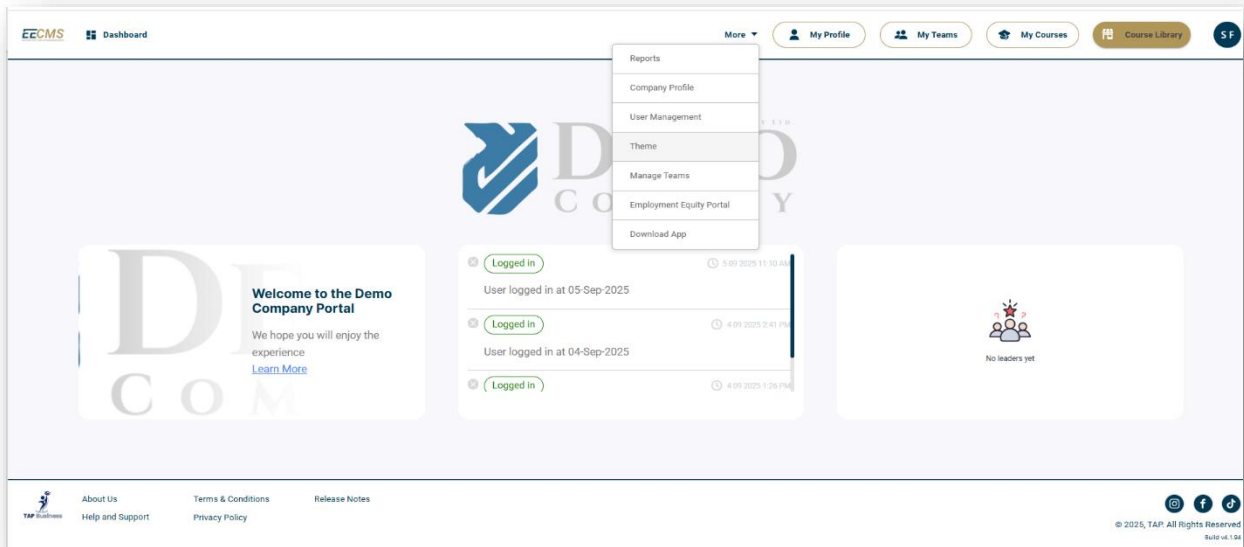 EECMS
Dashboard
More
My Profile
My Teams
My Courses
Course Library
S F
Reports
Company Profile
User Management
Theme
Manage Teams
Employment Equity Portal
Download App
D
C O
Y
D
COM
Welcome to the Demo
Company Portal
We hope you will enjoy the
experience
Learn More
Logged in
5 09 2025 11:10 AM
User logged in at 05-Sep-2025
Logged in
4 09 2025 2:41 PM
User logged in at 04-Sep-2025
Logged in
4 09 2025 1:26 PM
No leaders yet
TAP Business
About Us
Terms & Conditions
Release Notes
Help and Support
Privacy Policy
© 2025, TAP. All Rights Reserved
Build v4.1.94